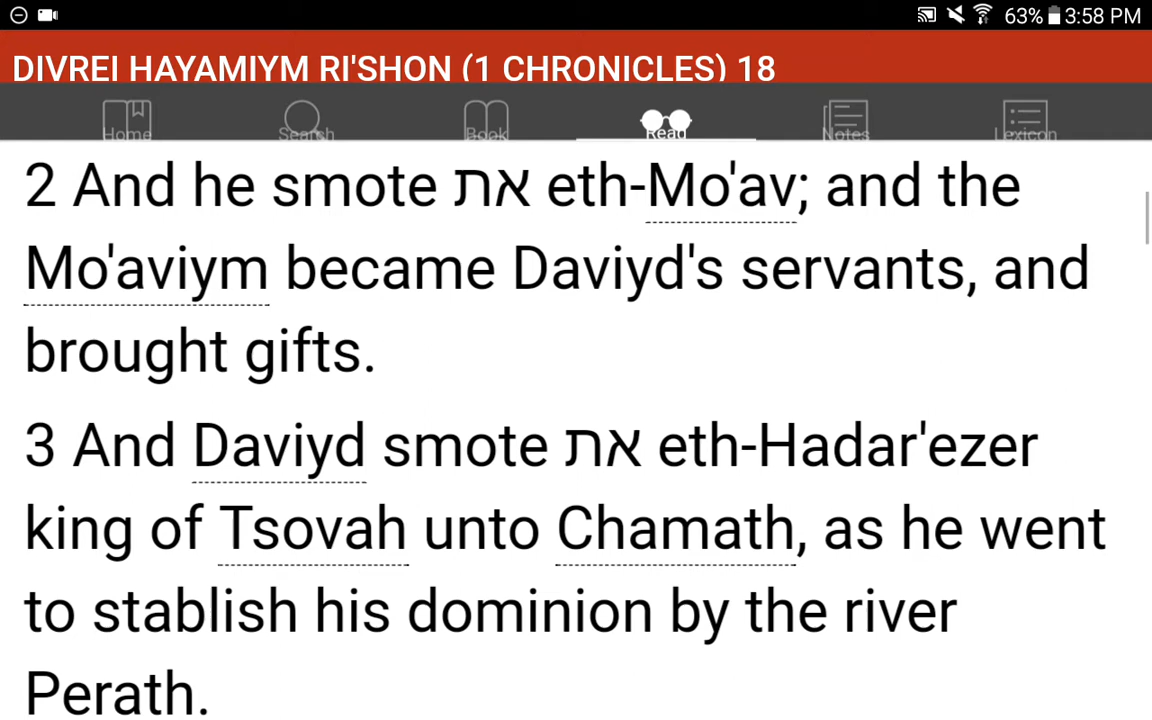 63% 3:58 PM
DIVREI HAYAMIYM RI'SHON (1 CHRONICLES) 18
Home Search Book Read Notes Lexicon
2 And he smote את eth-Mo'av; and the
Mo'aviym became Daviyd's servants, and
brought gifts.
3 And Daviyd smote את eth-Hadar'ezer
king of Tsovah unto Chamath, as he went
to stablish his dominion by the river
Perath.